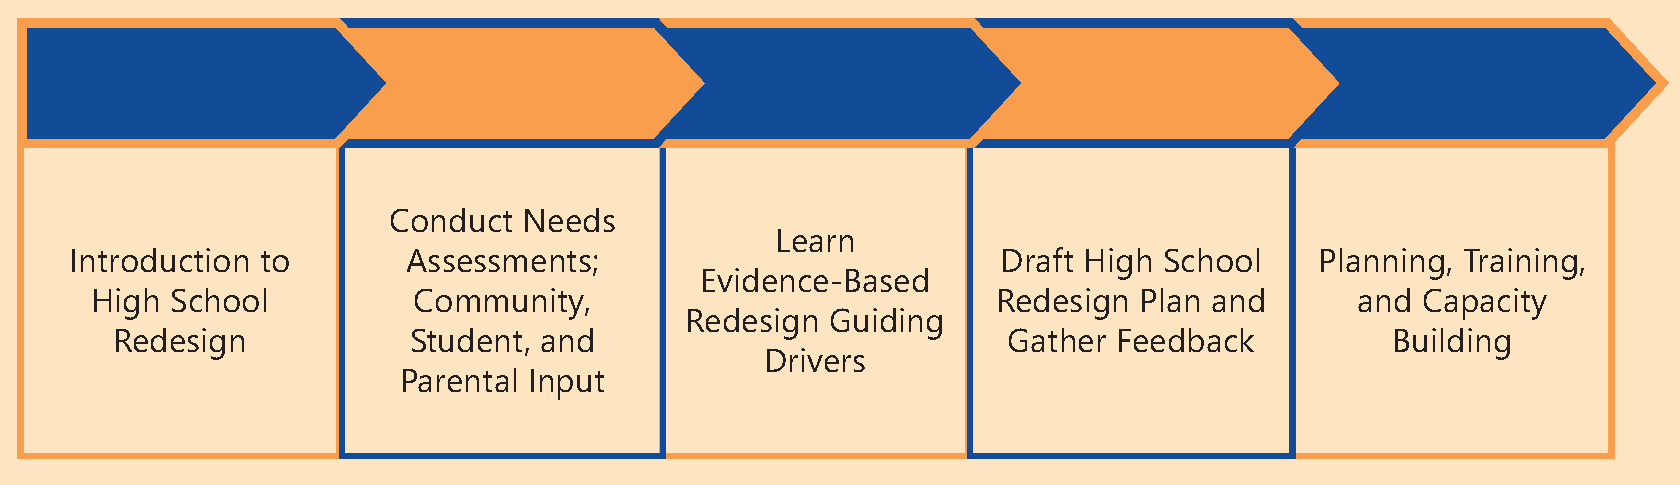 Introduction to
High School
Redesign
Conduct Needs
Assessments;
Community,
Student, and
Parental Input
Learn
Evidence-Based
Redesign Guiding
Drivers
Draft High School
Redesign Plan and
Gather Feedback
Planning, Training,
and Capacity
Building